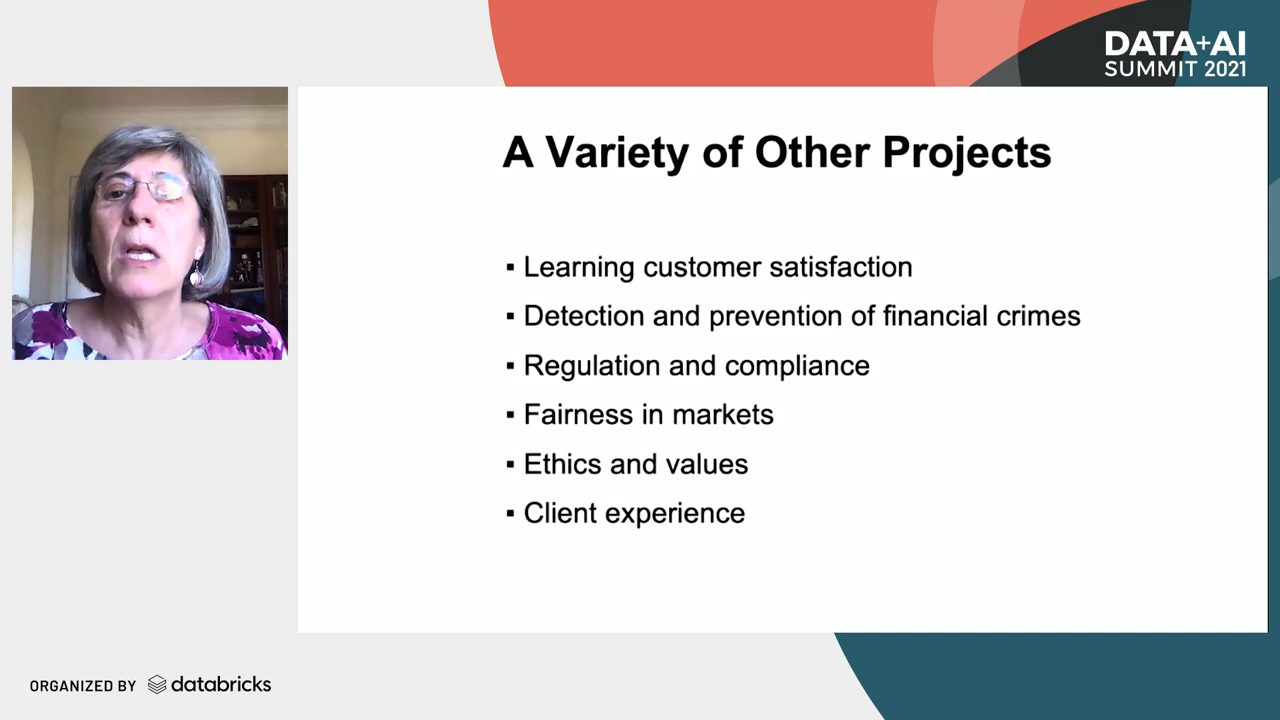 DATA+AI
SUMMIT 2021
A Variety of Other Projects
▪ Learning customer satisfaction
▪ Detection and prevention of financial crimes
▪ Regulation and compliance
▪ Fairness in markets
▪ Ethics and values
▪ Client experience
ORGANIZED BY databricks